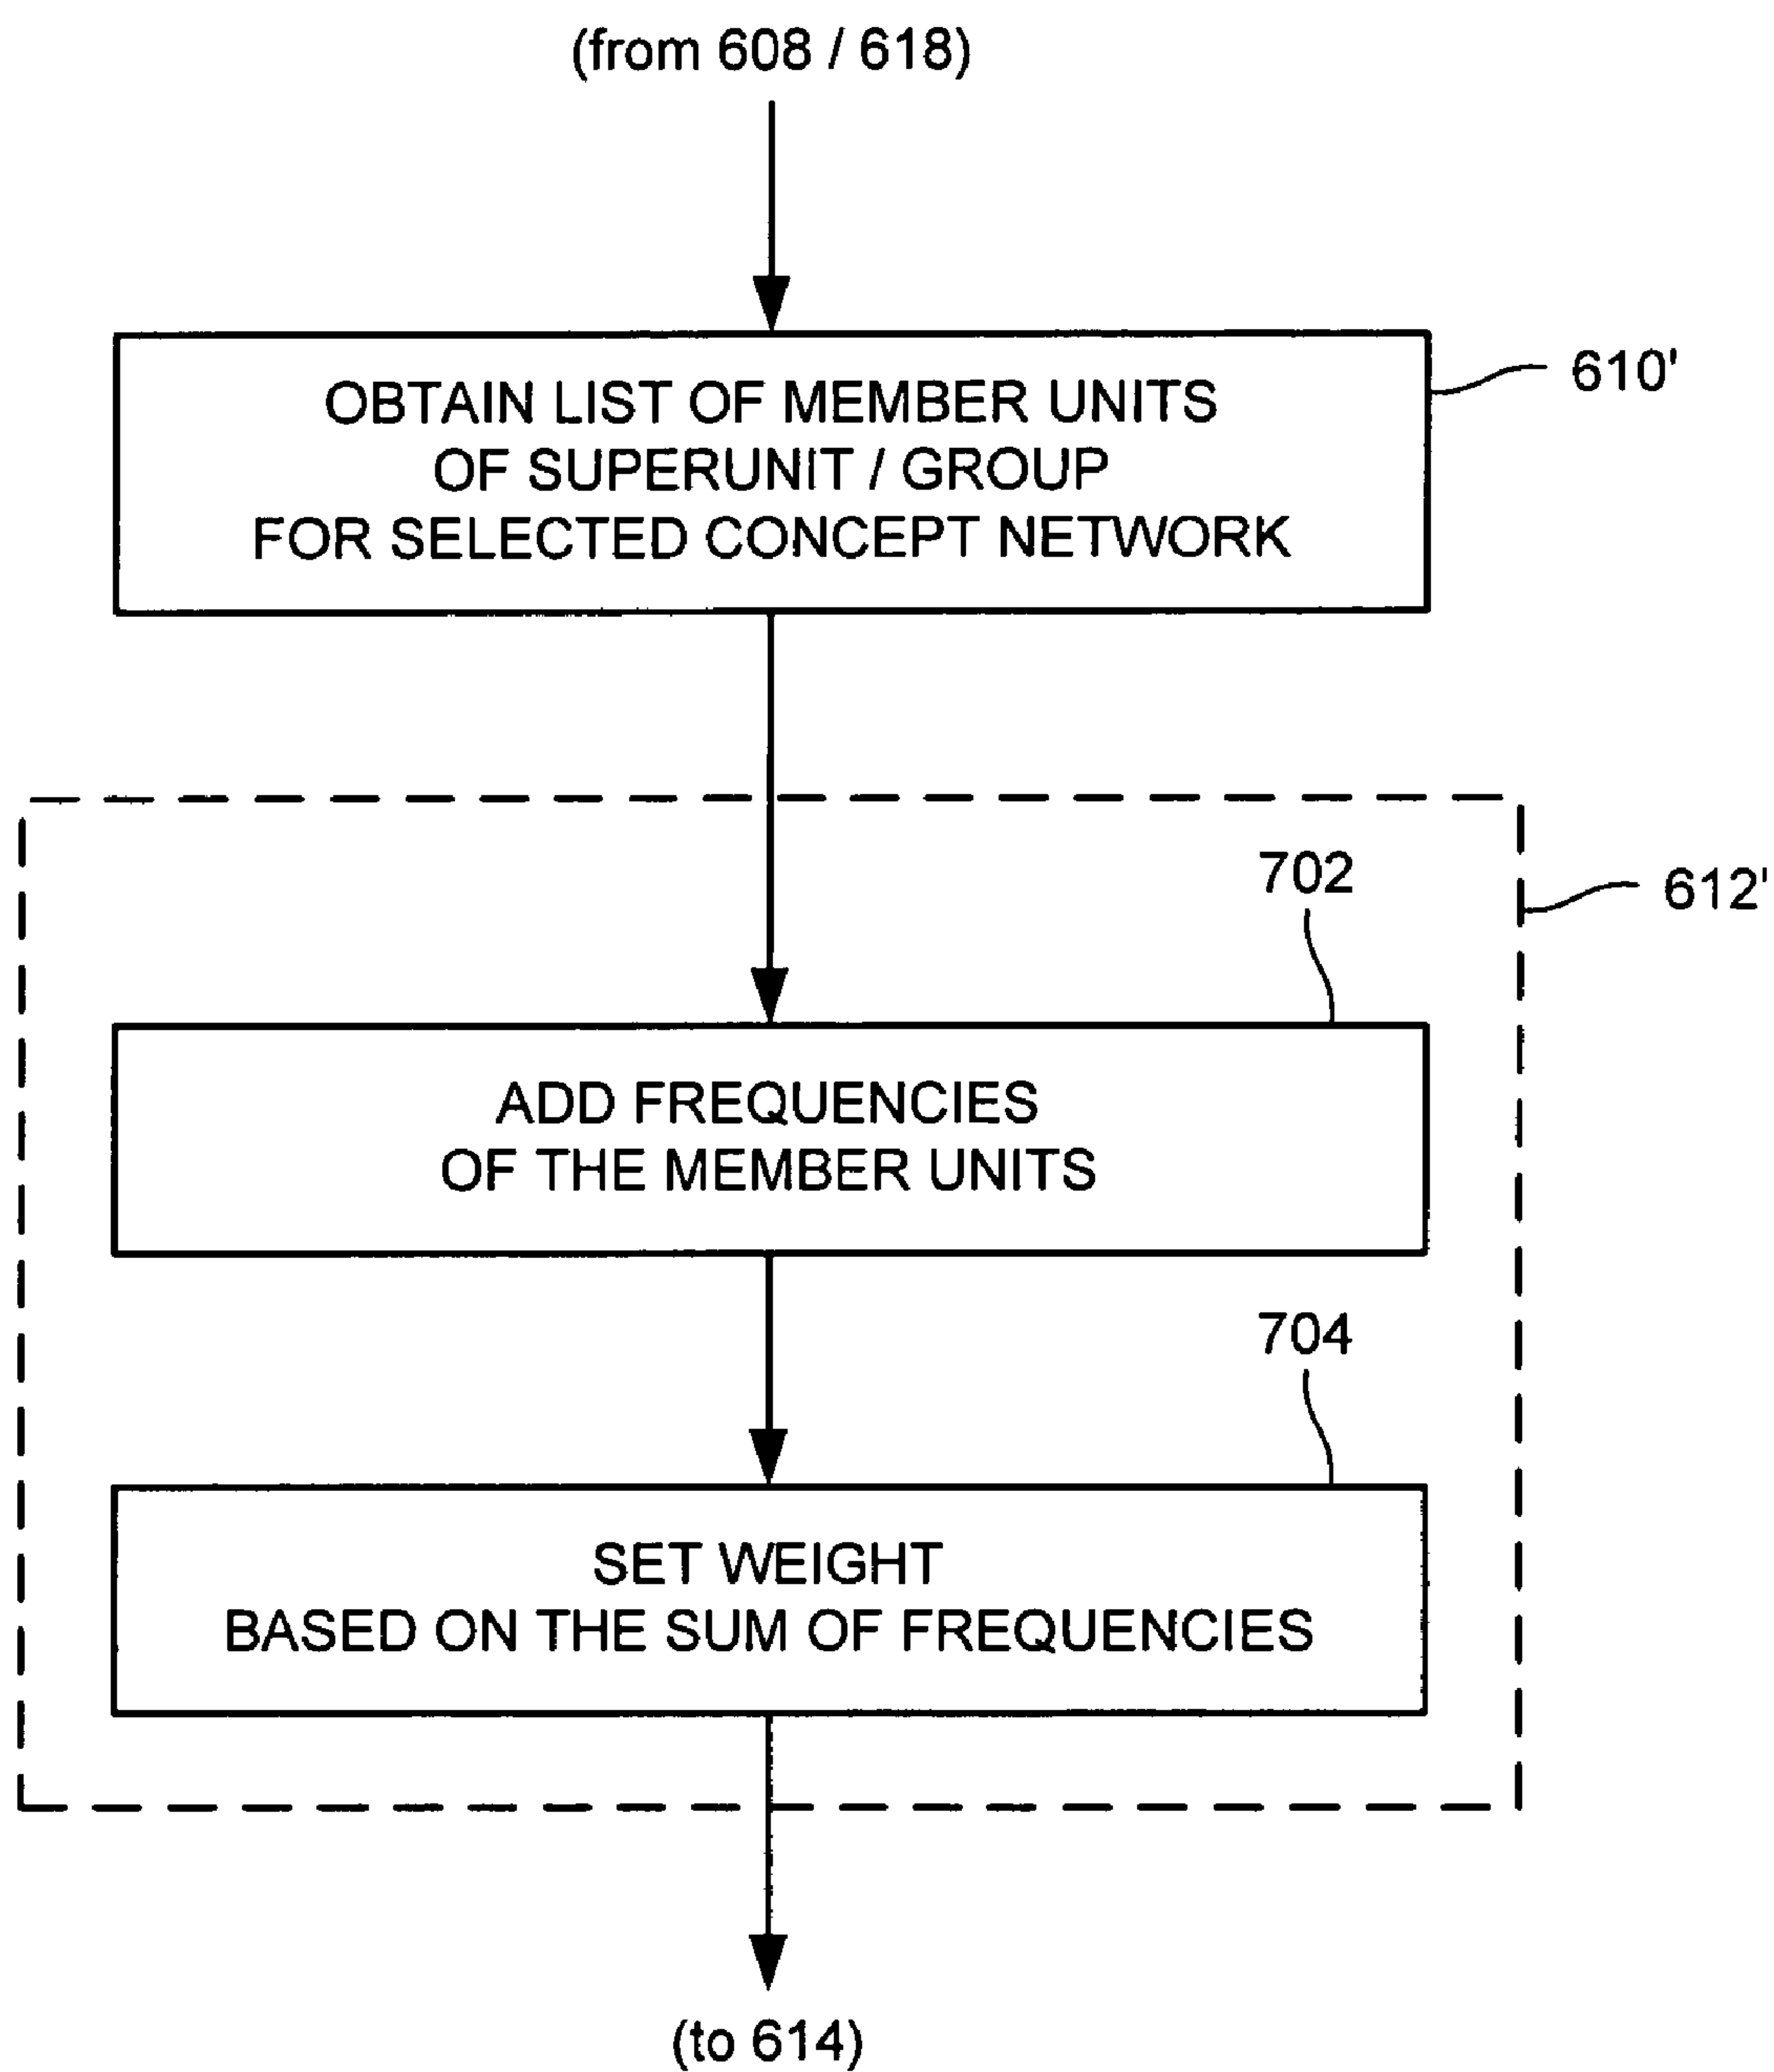 (from 608 / 618)
OBTAIN LIST OF MEMBER UNITS
OF SUPERUNIT / GROUP
FOR SELECTED CONCEPT NETWORK
610'
612'
702
ADD FREQUENCIES
OF THE MEMBER UNITS
704
SET WEIGHT
BASED ON THE SUM OF FREQUENCIES
(to 614)